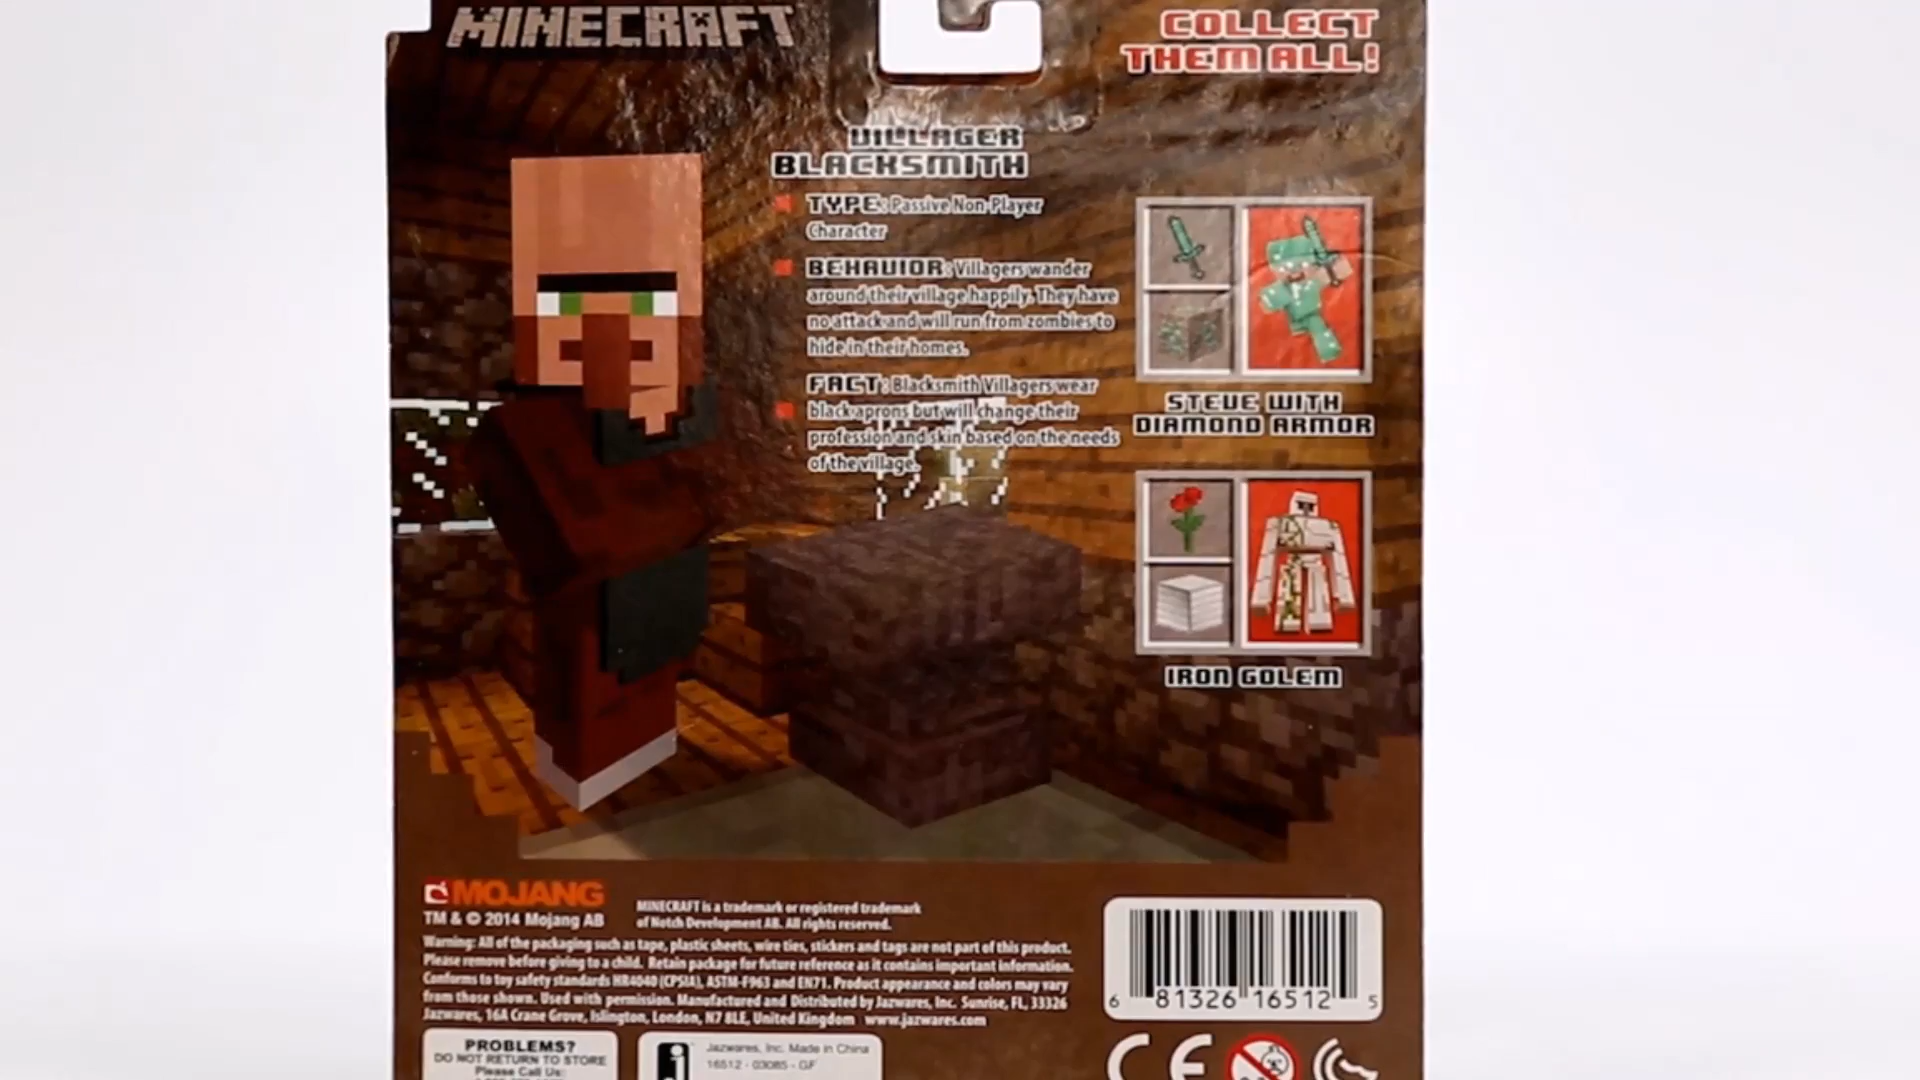 MINECRAFT
COLLECT
THEM ALL!
VILLAGER
BLACKSMITH
TYPE: Passive Non-Player
Character
BEHAVIOR: Villagers wander
around their village happily. They have
no attack and will run from zombies to
hide in their homes.
FACT: Blacksmith Villagers wear
black aprons but will change their
profession and skin based on the needs
of the village.
STEVE WITH
DIAMOND ARMOR
IRON GOLEM
MOJANG
TM & © 2014 Mojang AB
MINECRAFT is a trademark or registered trademark
of Notch Development AB. All rights reserved.
Warning: All of the packaging such as tape, plastic sheets, wire ties, stickers and tags are not part of this product.
Please remove before giving to a child. Retain package for future reference as it contains important information.
Conforms to toy safety standards HR4040 (CPSIA), ASTM-F963 and EN71. Product appearance and colors may vary
from those shown. Used with permission. Manufactured and Distributed by Jazwares, Inc. Sunrise, FL, 33326
Jazwares, 16A Crane Grove, Islington, London, N7 8LE, United Kingdom www.jazwares.com
6 81326 16512 5
PROBLEMS?
DO NOT RETURN TO STORE
Please Call Us:
Jazwares, Inc. Made in China
16512 - 03085 - GF
CE